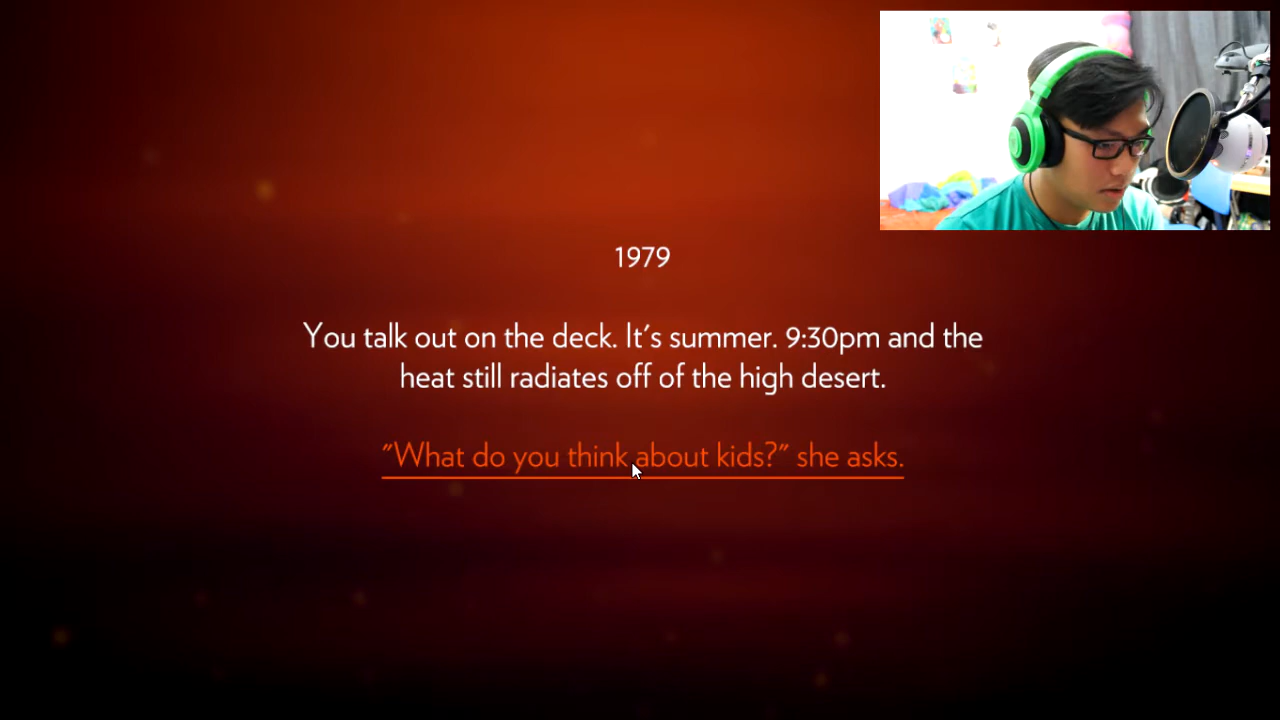 1979
You talk out on the deck. It's summer. 9:30pm and the
heat still radiates off of the high desert.
"What do you think about kids?" she asks.